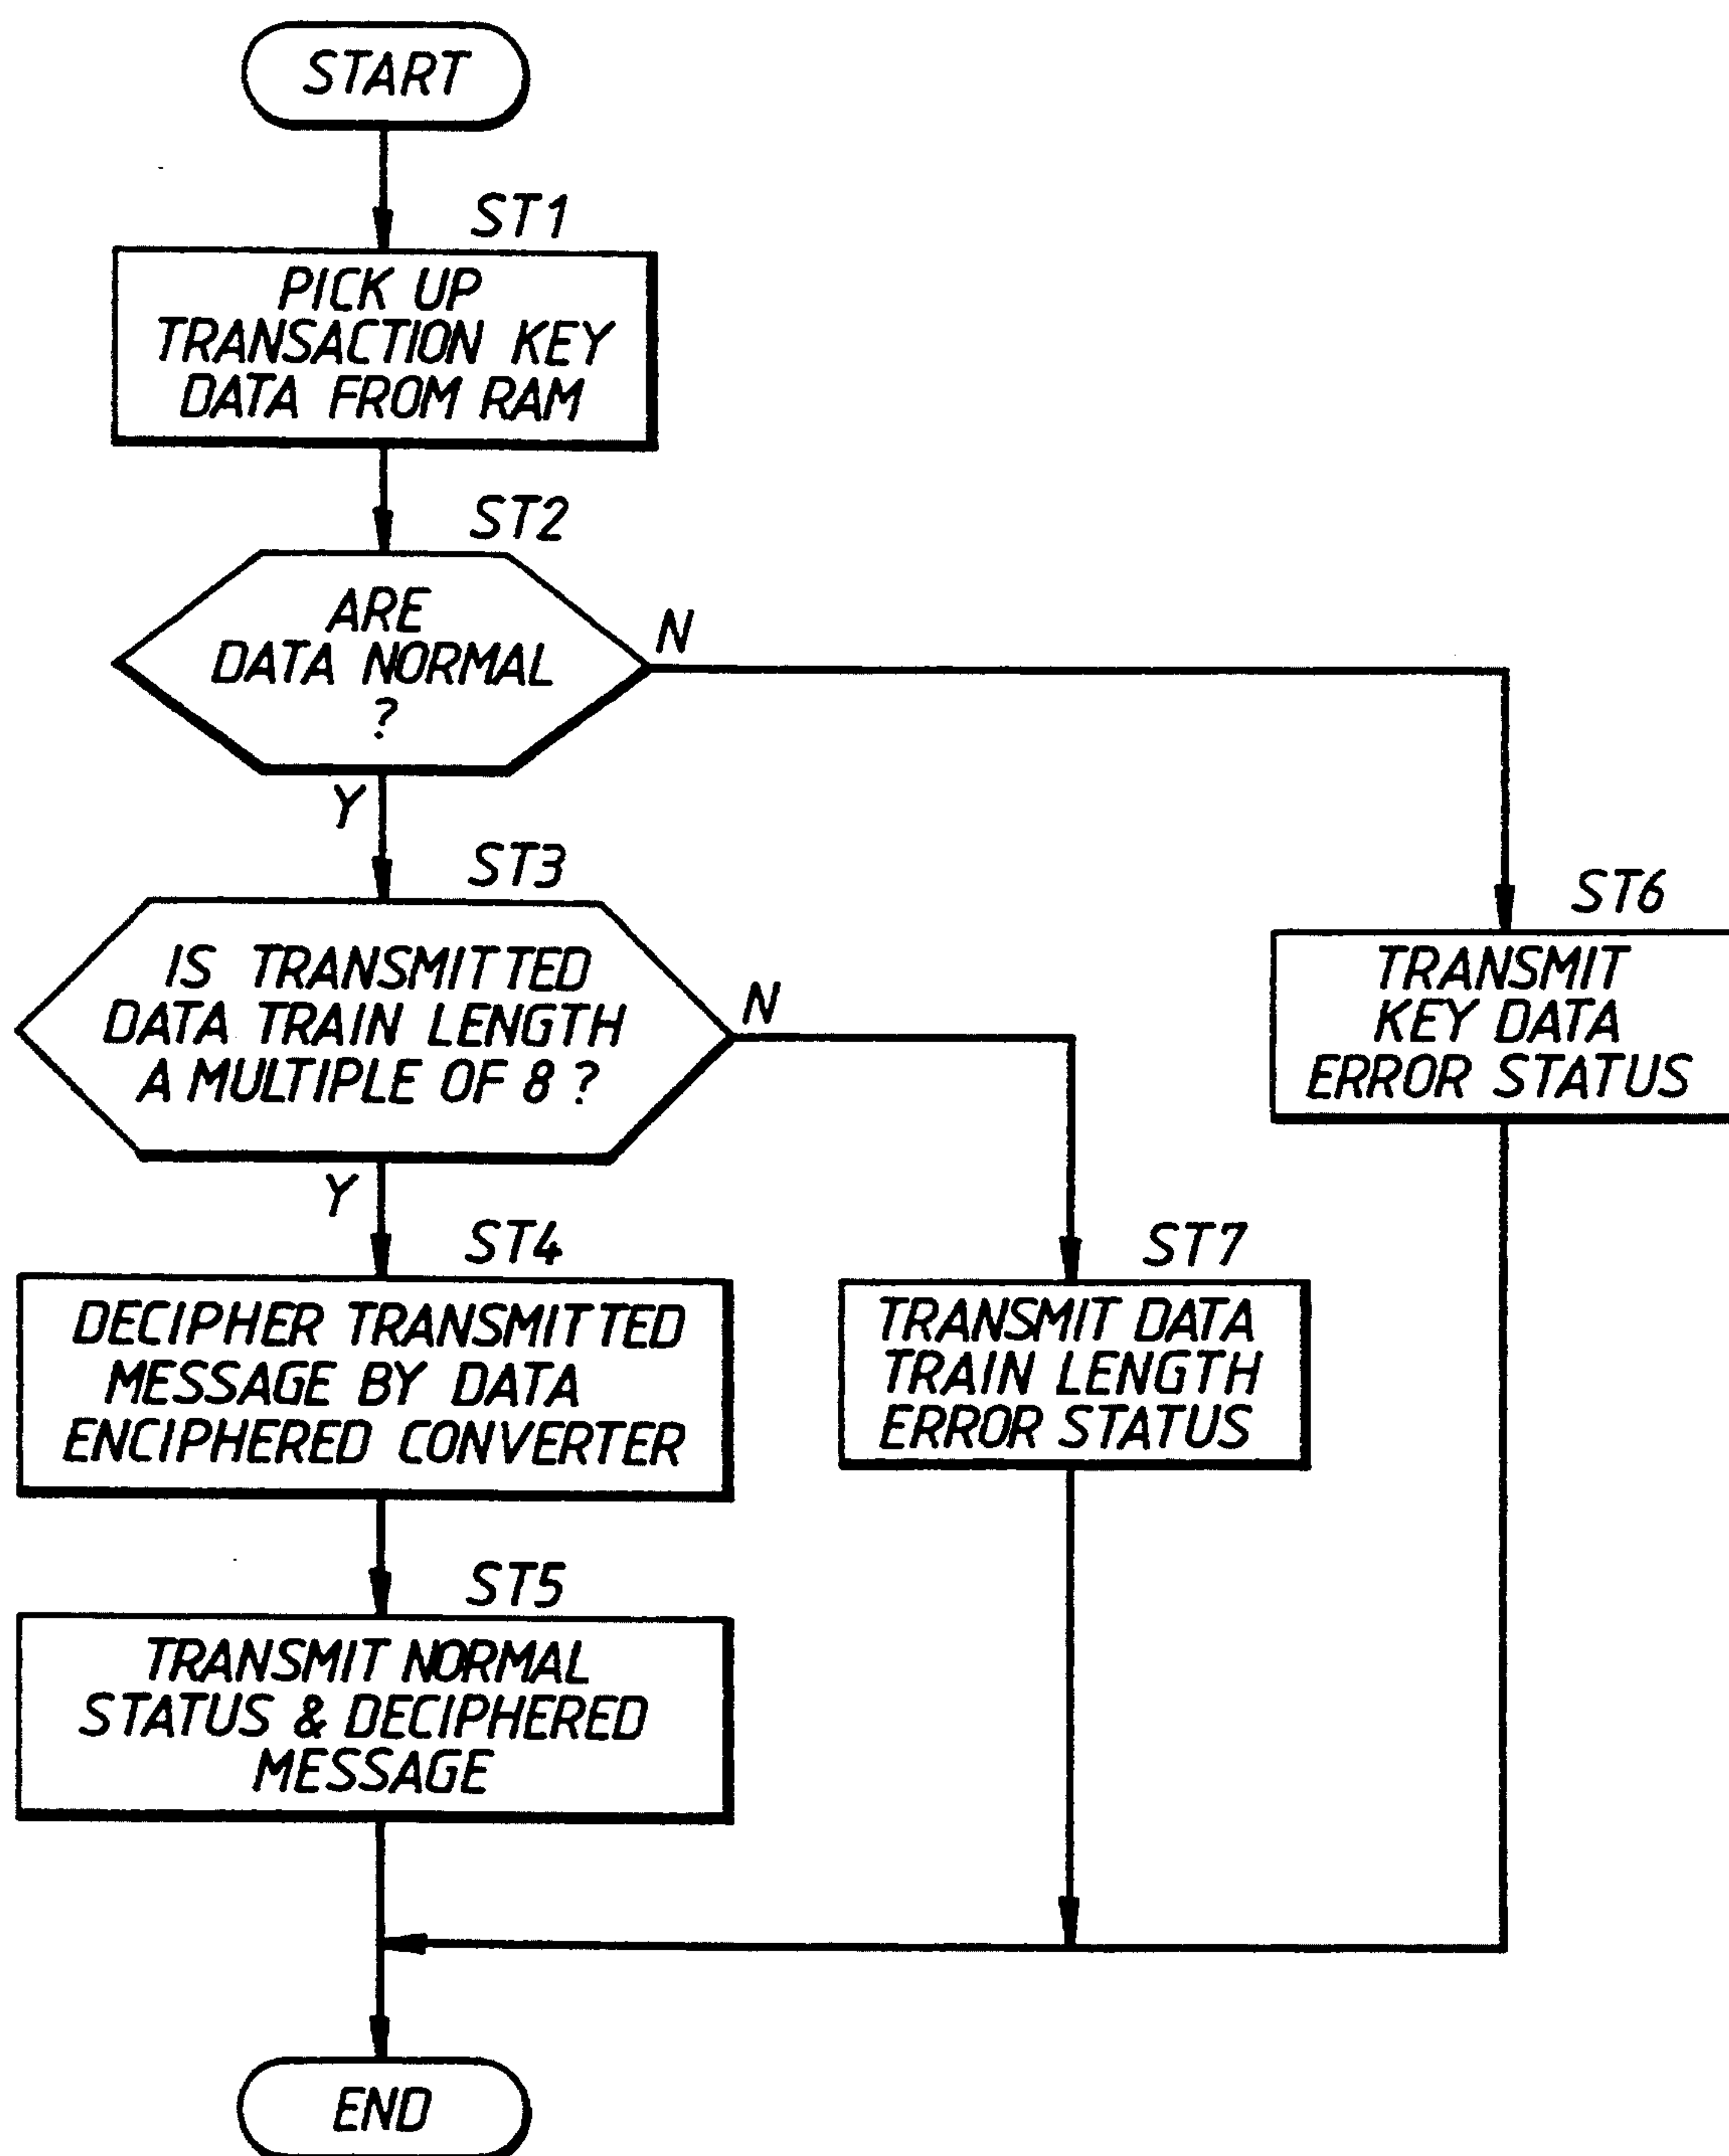 START
ST1
PICK UP
TRANSACTION KEY
DATA FROM RAM
ST2
ARE
DATA NORMAL
?
N
Y
ST3
IS TRANSMITTED
DATA TRAIN LENGTH
A MULTIPLE OF 8 ?
N
Y
ST6
TRANSMIT
KEY DATA
ERROR STATUS
ST4
DECIPHER TRANSMITTED
MESSAGE BY DATA
ENCIPHERED CONVERTER
ST7
TRANSMIT DATA
TRAIN LENGTH
ERROR STATUS
ST5
TRANSMIT NORMAL
STATUS & DECIPHERED
MESSAGE
END